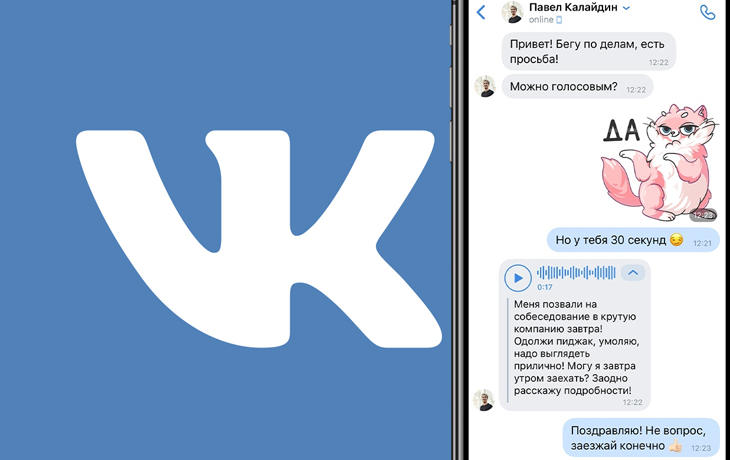 VK
Павел Калайдин
online
Привет! Бегу по делам, есть
просьба!
12:22
Можно голосовым?
12:22
ДА
12:23
Но у тебя 30 секунд 😏
12:21
0:17
Меня позвали на
собеседование в крутую
компанию завтра!
Одолжи пиджак, умоляю,
надо выглядеть
прилично! Могу я завтра
утром заехать? Заодно
расскажу подробности!
12:22
Поздравляю! Не вопрос,
заезжай конечно 👍🏻
12:23